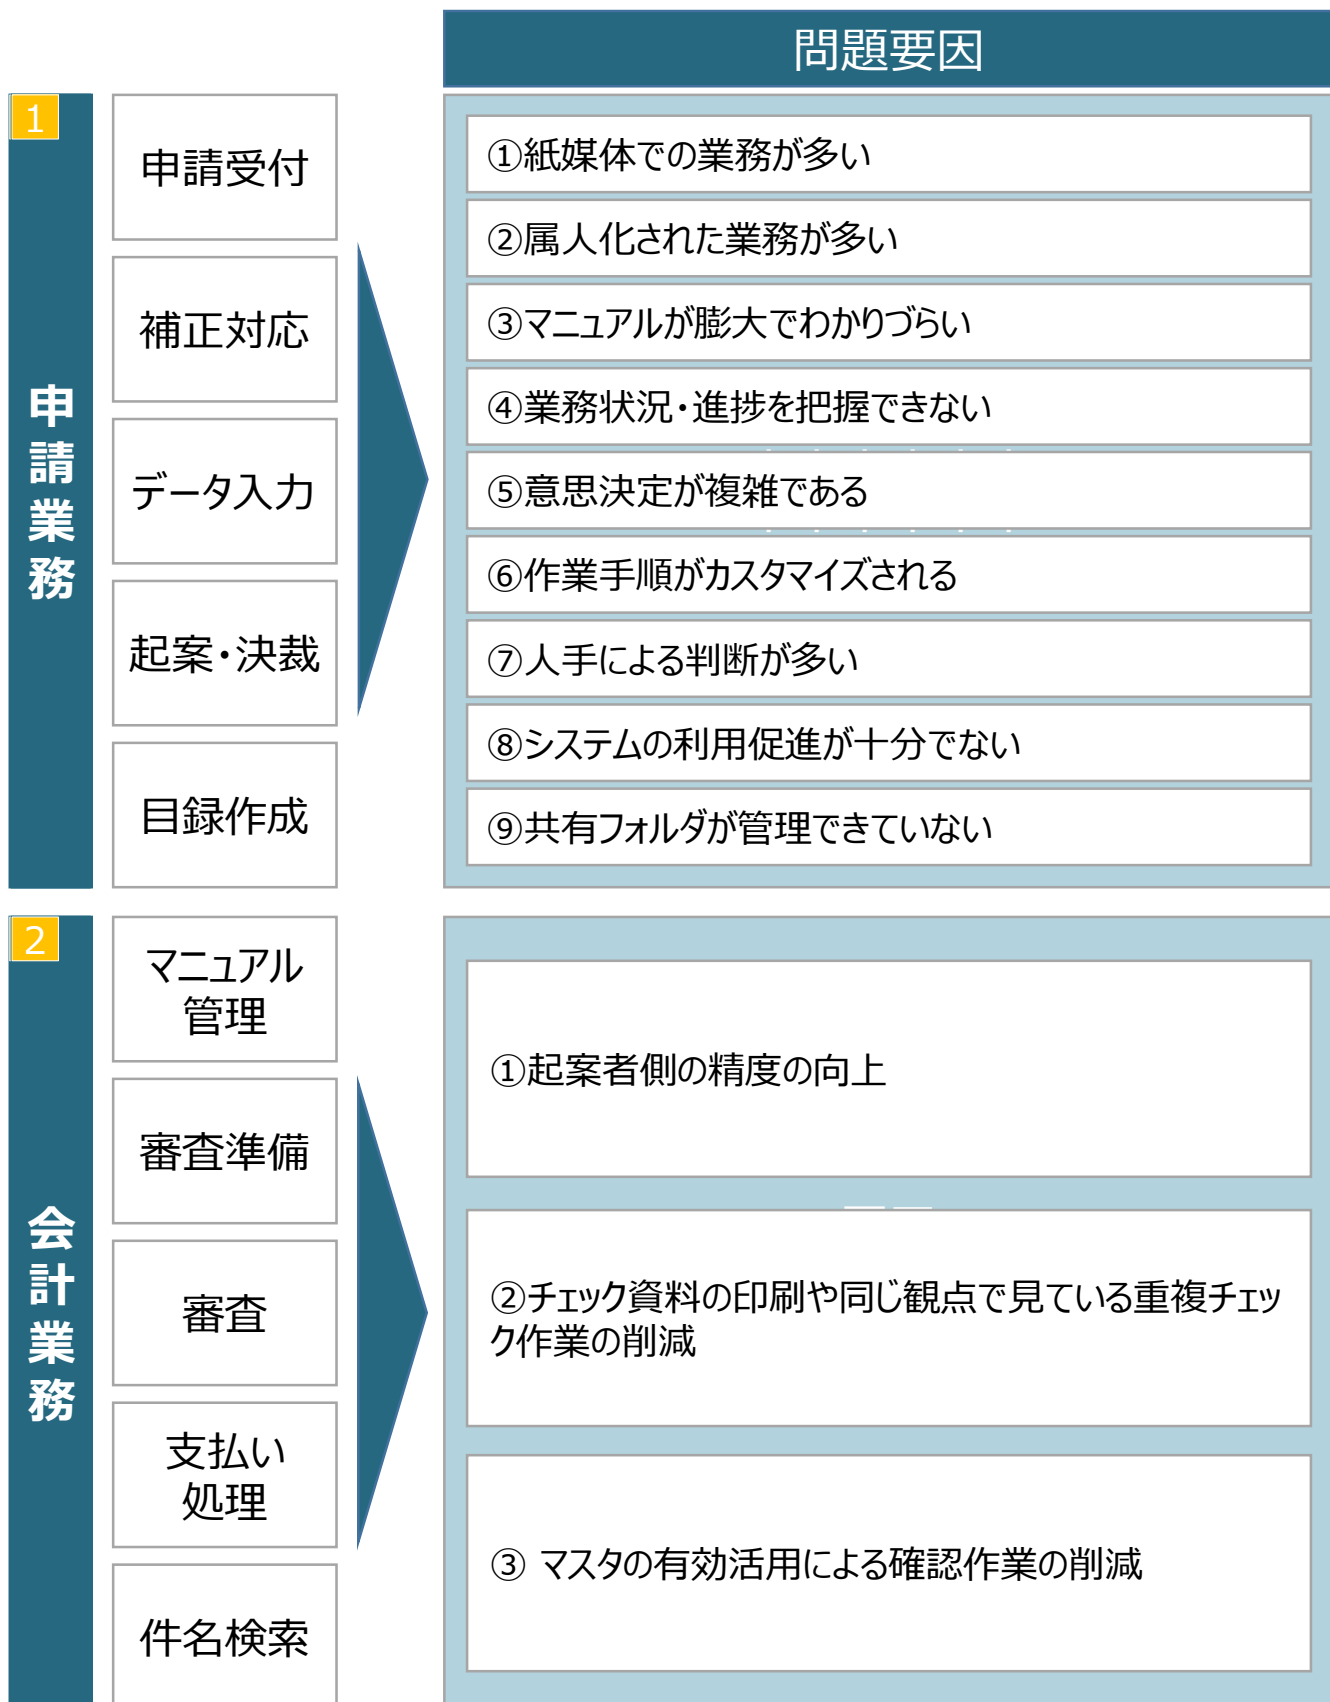 問題要因
1
申請業務
申請受付
補正対応
データ入力
起案・決裁
目録作成
①紙媒体での業務が多い
②属人化された業務が多い
③マニュアルが膨大でわかりづらい
④業務状況・進捗を把握できない
⑤意思決定が複雑である
⑥作業手順がカスタマイズされる
⑦人手による判断が多い
⑧システムの利用促進が十分でない
⑨共有フォルダが管理できていない
2
会計業務
マニュアル
管理
審査準備
審査
支払い
処理
件名検索
①起案者側の精度の向上
②チェック資料の印刷や同じ観点で見ている重複チェッ
ク作業の削減
③ マスタの有効活用による確認作業の削減